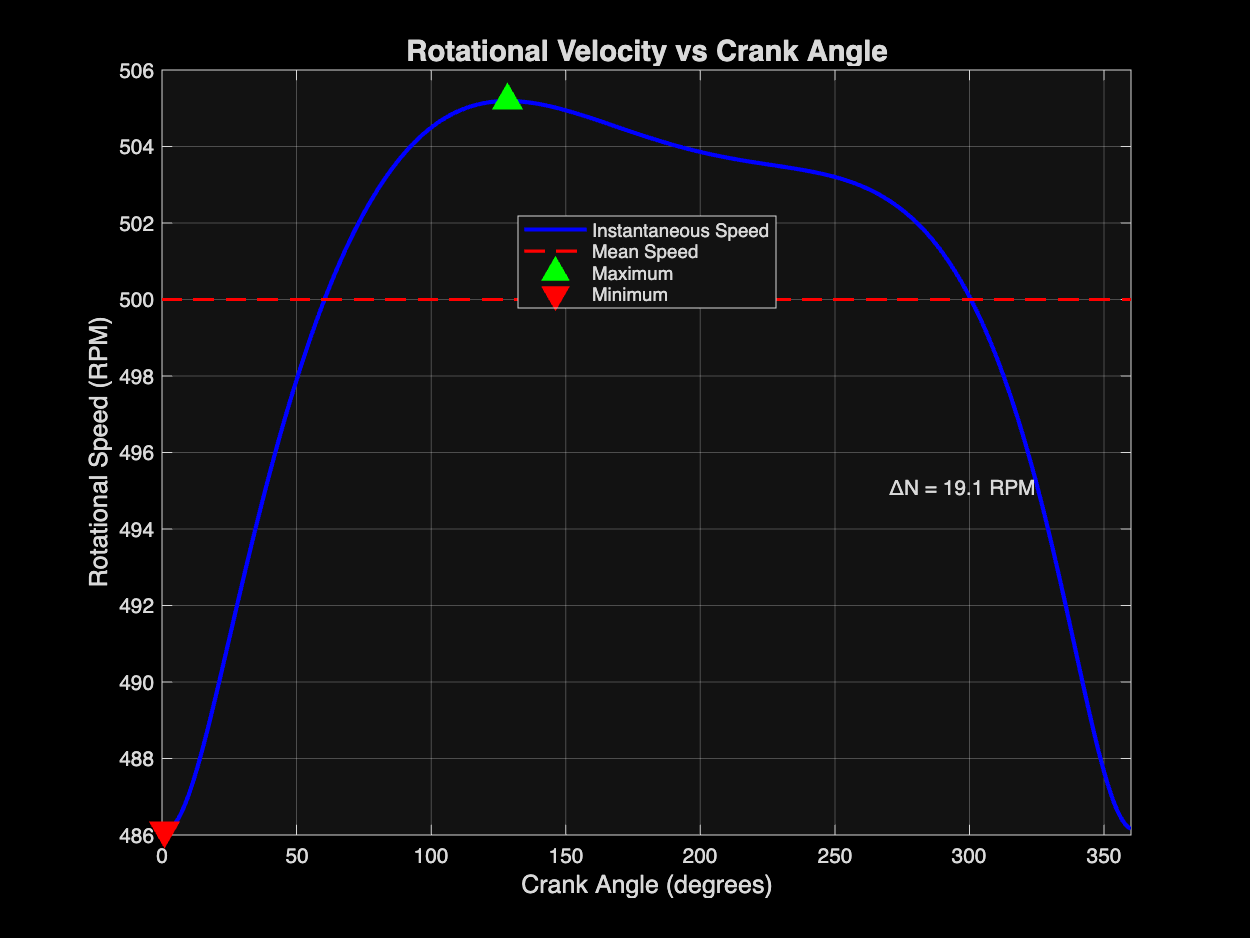 Rotational Velocity vs Crank Angle
506
504
502
500
498
496
494
492
490
488
486
Rotational Speed (RPM)
Instantaneous Speed
Mean Speed
Maximum
Minimum
ΔN = 19.1 RPM
0 50 100 150 200 250 300 350
Crank Angle (degrees)